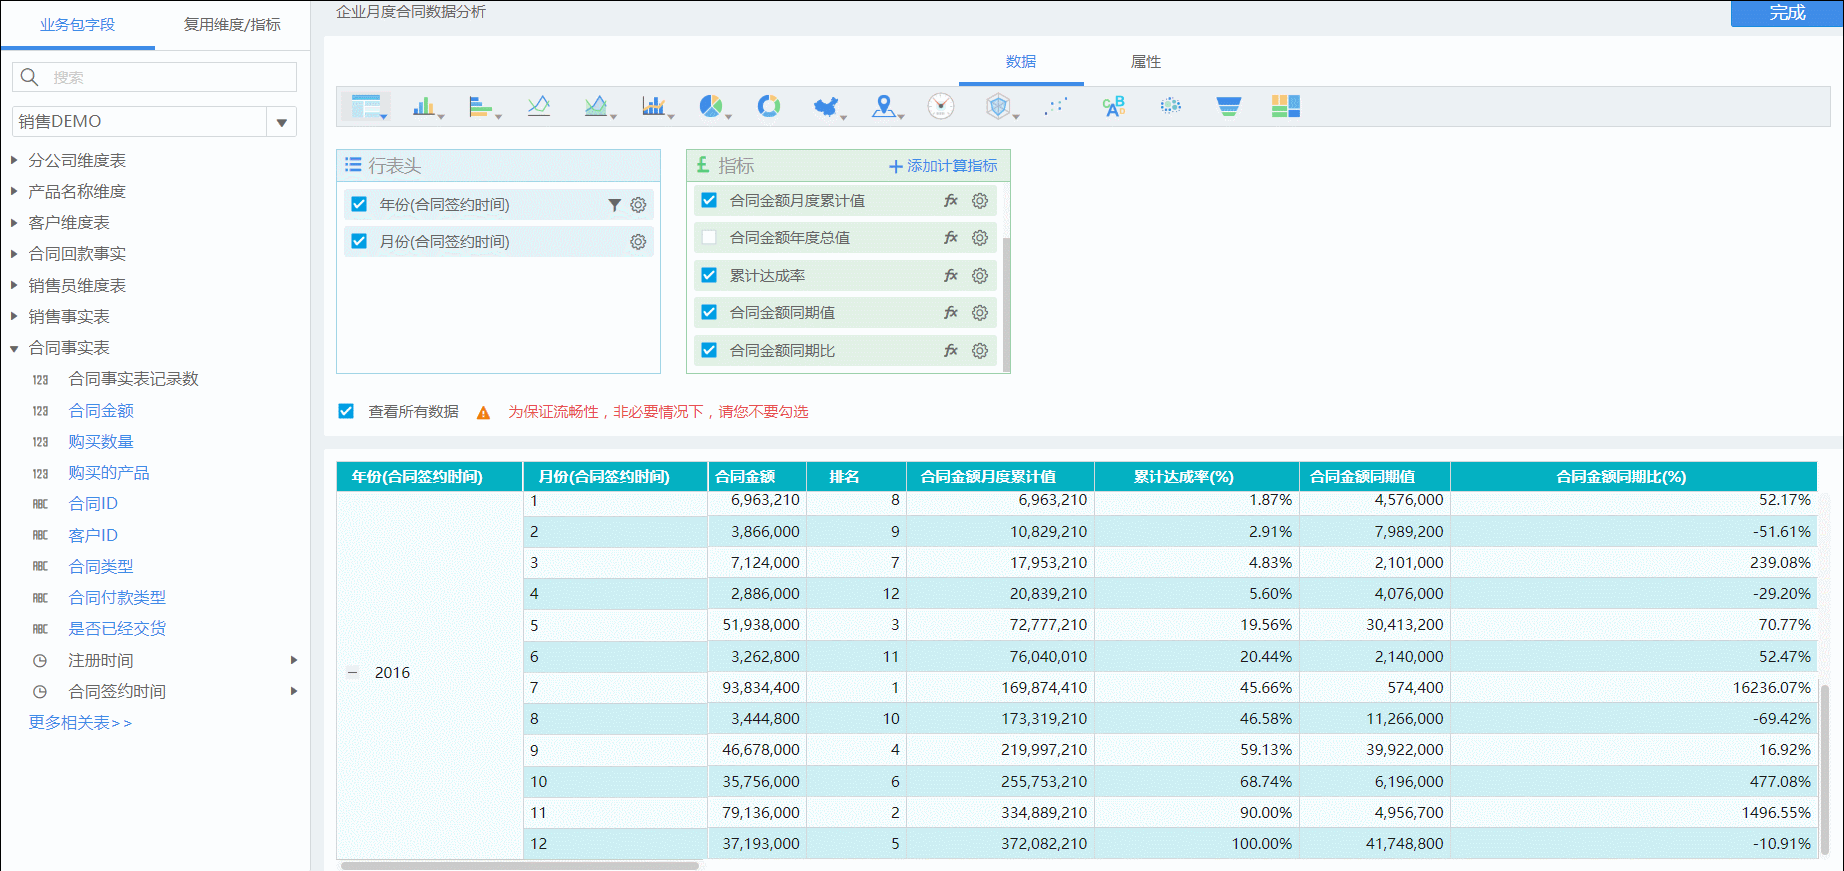 业务包字段
复用维度/指标
搜索
销售DEMO
分公司维度表
产品名称维度
客户维度表
合同回款事实
销售员维度表
销售事实表
合同事实表
123 合同事实表记录数
123 合同金额
123 购买数量
123 购买的产品
ABC 合同ID
ABC 客户ID
ABC 合同类型
ABC 合同付款类型
ABC 是否已经交货
注册时间
合同签约时间
更多相关表>>
企业月度合同数据分析
完成
数据
属性
行表头
年份(合同签约时间)
月份(合同签约时间)
指标
添加计算指标
合同金额月度累计值 fx
合同金额年度总值 fx
累计达成率 fx
合同金额同期值 fx
合同金额同期比 fx
查看所有数据
为保证流畅性，非必要情况下，请您不要勾选
年份(合同签约时间) 月份(合同签约时间) 合同金额 排名 合同金额月度累计值 累计达成率(%) 合同金额同期值 合同金额同期比(%)
2016
1 6,963,210 8 6,963,210 1.87% 4,576,000 52.17%
2 3,866,000 9 10,829,210 2.91% 7,989,200 -51.61%
3 7,124,000 7 17,953,210 4.83% 2,101,000 239.08%
4 2,886,000 12 20,839,210 5.60% 4,076,000 -29.20%
5 51,938,000 3 72,777,210 19.56% 30,413,200 70.77%
6 3,262,800 11 76,040,010 20.44% 2,140,000 52.47%
7 93,834,400 1 169,874,410 45.66% 574,400 16236.07%
8 3,444,800 10 173,319,210 46.58% 11,266,000 -69.42%
9 46,678,000 4 219,997,210 59.13% 39,922,000 16.92%
10 35,756,000 6 255,753,210 68.74% 6,196,000 477.08%
11 79,136,000 2 334,889,210 90.00% 4,956,700 1496.55%
12 37,193,000 5 372,082,210 100.00% 41,748,800 -10.91%